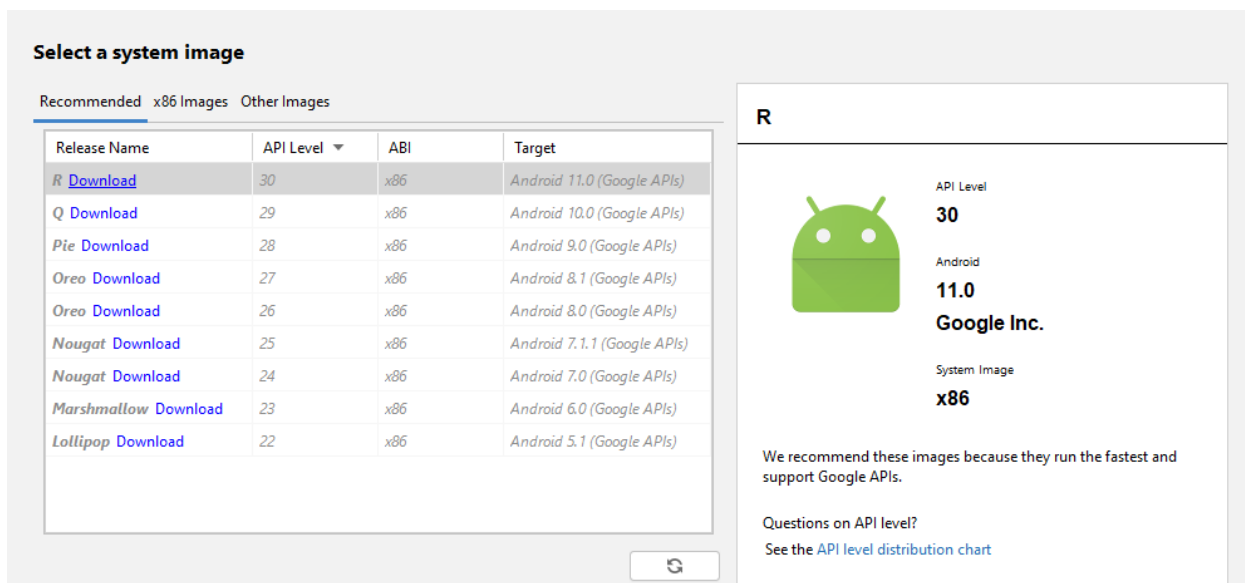 Select a system image
Recommended x86 Images Other Images
Release Name API Level ABI Target
R Download 30 x86 Android 11.0 (Google APIs)
Q Download 29 x86 Android 10.0 (Google APIs)
Pie Download 28 x86 Android 9.0 (Google APIs)
Oreo Download 27 x86 Android 8.1 (Google APIs)
Oreo Download 26 x86 Android 8.0 (Google APIs)
Nougat Download 25 x86 Android 7.1.1 (Google APIs)
Nougat Download 24 x86 Android 7.0 (Google APIs)
Marshmallow Download 23 x86 Android 6.0 (Google APIs)
Lollipop Download 22 x86 Android 5.1 (Google APIs)
R
API Level
30
Android
11.0
Google Inc.
System Image
x86
We recommend these images because they run the fastest and
support Google APIs.
Questions on API level?
See the API level distribution chart